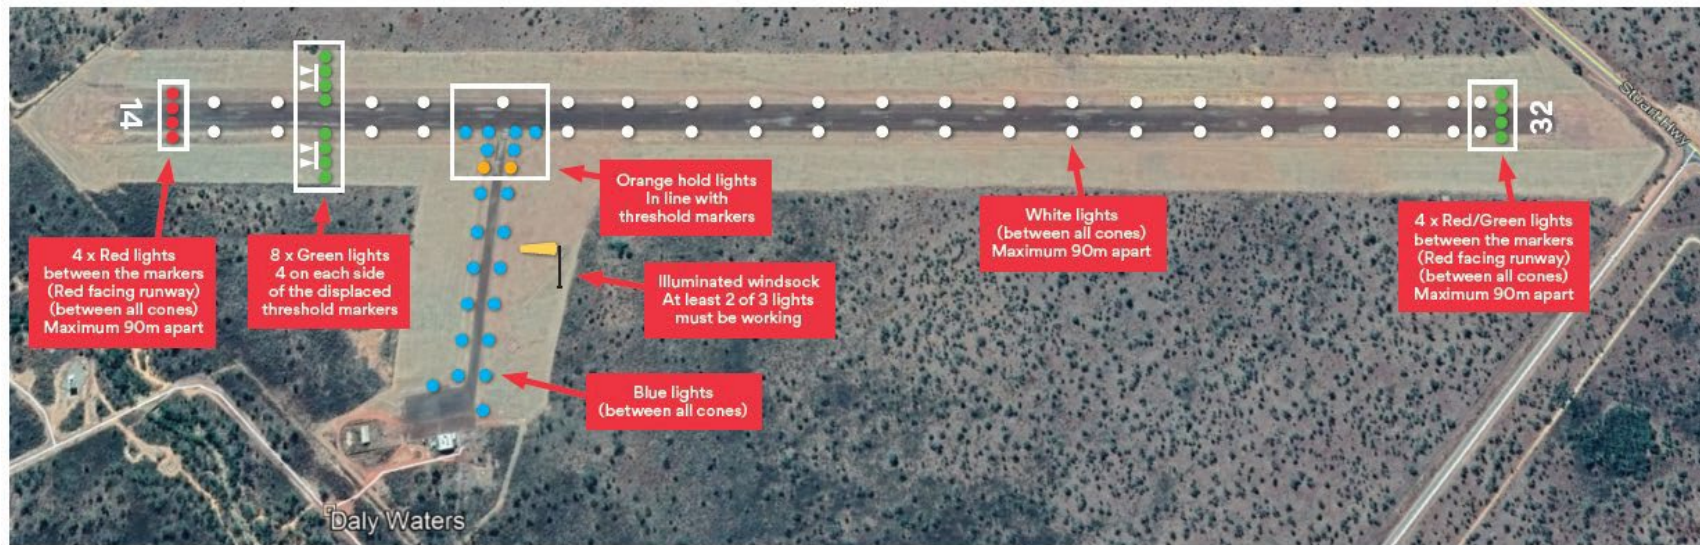 14
32
Stuart Hwy
4 x Red lights
between the markers
(Red facing runway)
(between all cones)
Maximum 90m apart
8 x Green lights
4 on each side
of the displaced
threshold markers
Orange hold lights
In line with
threshold markers
Illuminated windsock
At least 2 of 3 lights
must be working
Blue lights
(between all cones)
White lights
(between all cones)
Maximum 90m apart
4 x Red/Green lights
between the markers
(Red facing runway)
(between all cones)
Maximum 90m apart
Daly Waters